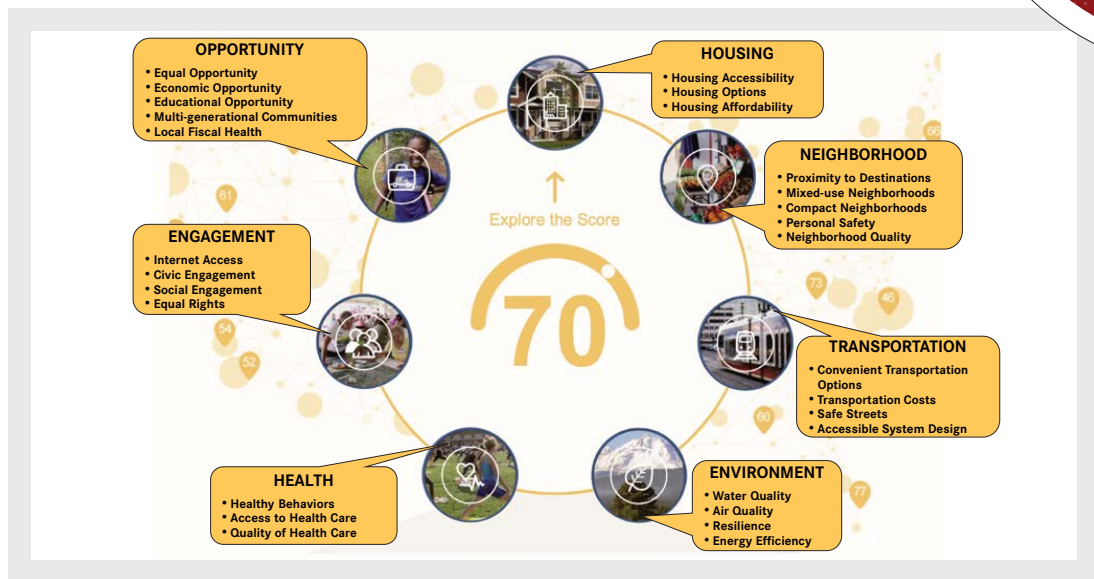 OPPORTUNITY
• Equal Opportunity
• Economic Opportunity
• Educational Opportunity
• Multi-generational Communities
• Local Fiscal Health
HOUSING
• Housing Accessibility
• Housing Options
• Housing Affordability
NEIGHBORHOOD
• Proximity to Destinations
• Mixed-use Neighborhoods
• Compact Neighborhoods
• Personal Safety
• Neighborhood Quality
66
61
Explore the Score
70
ENGAGEMENT
• Internet Access
• Civic Engagement
• Social Engagement
• Equal Rights
54
52
73
46
TRANSPORTATION
• Convenient Transportation
Options
• Transportation Costs
• Safe Streets
• Accessible System Design
60
HEALTH
• Healthy Behaviors
• Access to Health Care
• Quality of Health Care
ENVIRONMENT
• Water Quality
• Air Quality
• Resilience
• Energy Efficiency
77